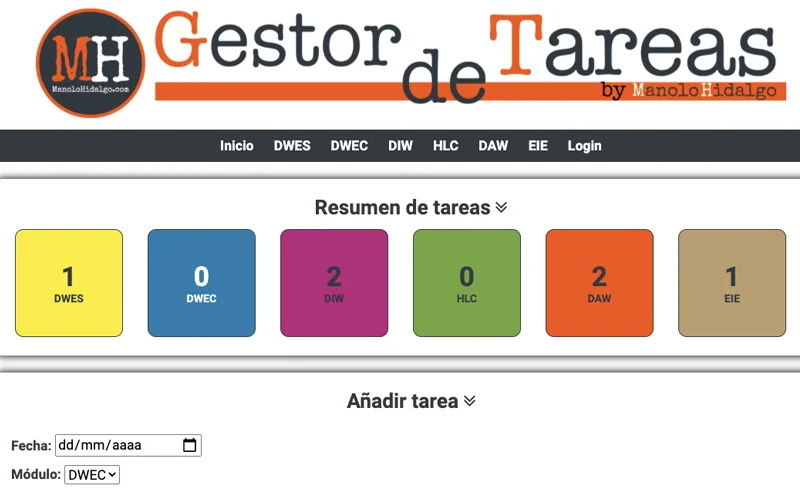 MH
ManoloHidalgo.com
Gestor de Tareas
by ManoloHidalgo
Inicio DWES DWEC DIW HLC DAW EIE Login
Resumen de tareas
1 0 2 0 2 1
DWES DWEC DIW HLC DAW EIE
Añadir tarea
Fecha: dd/mm/aaaa
Módulo: DWEC